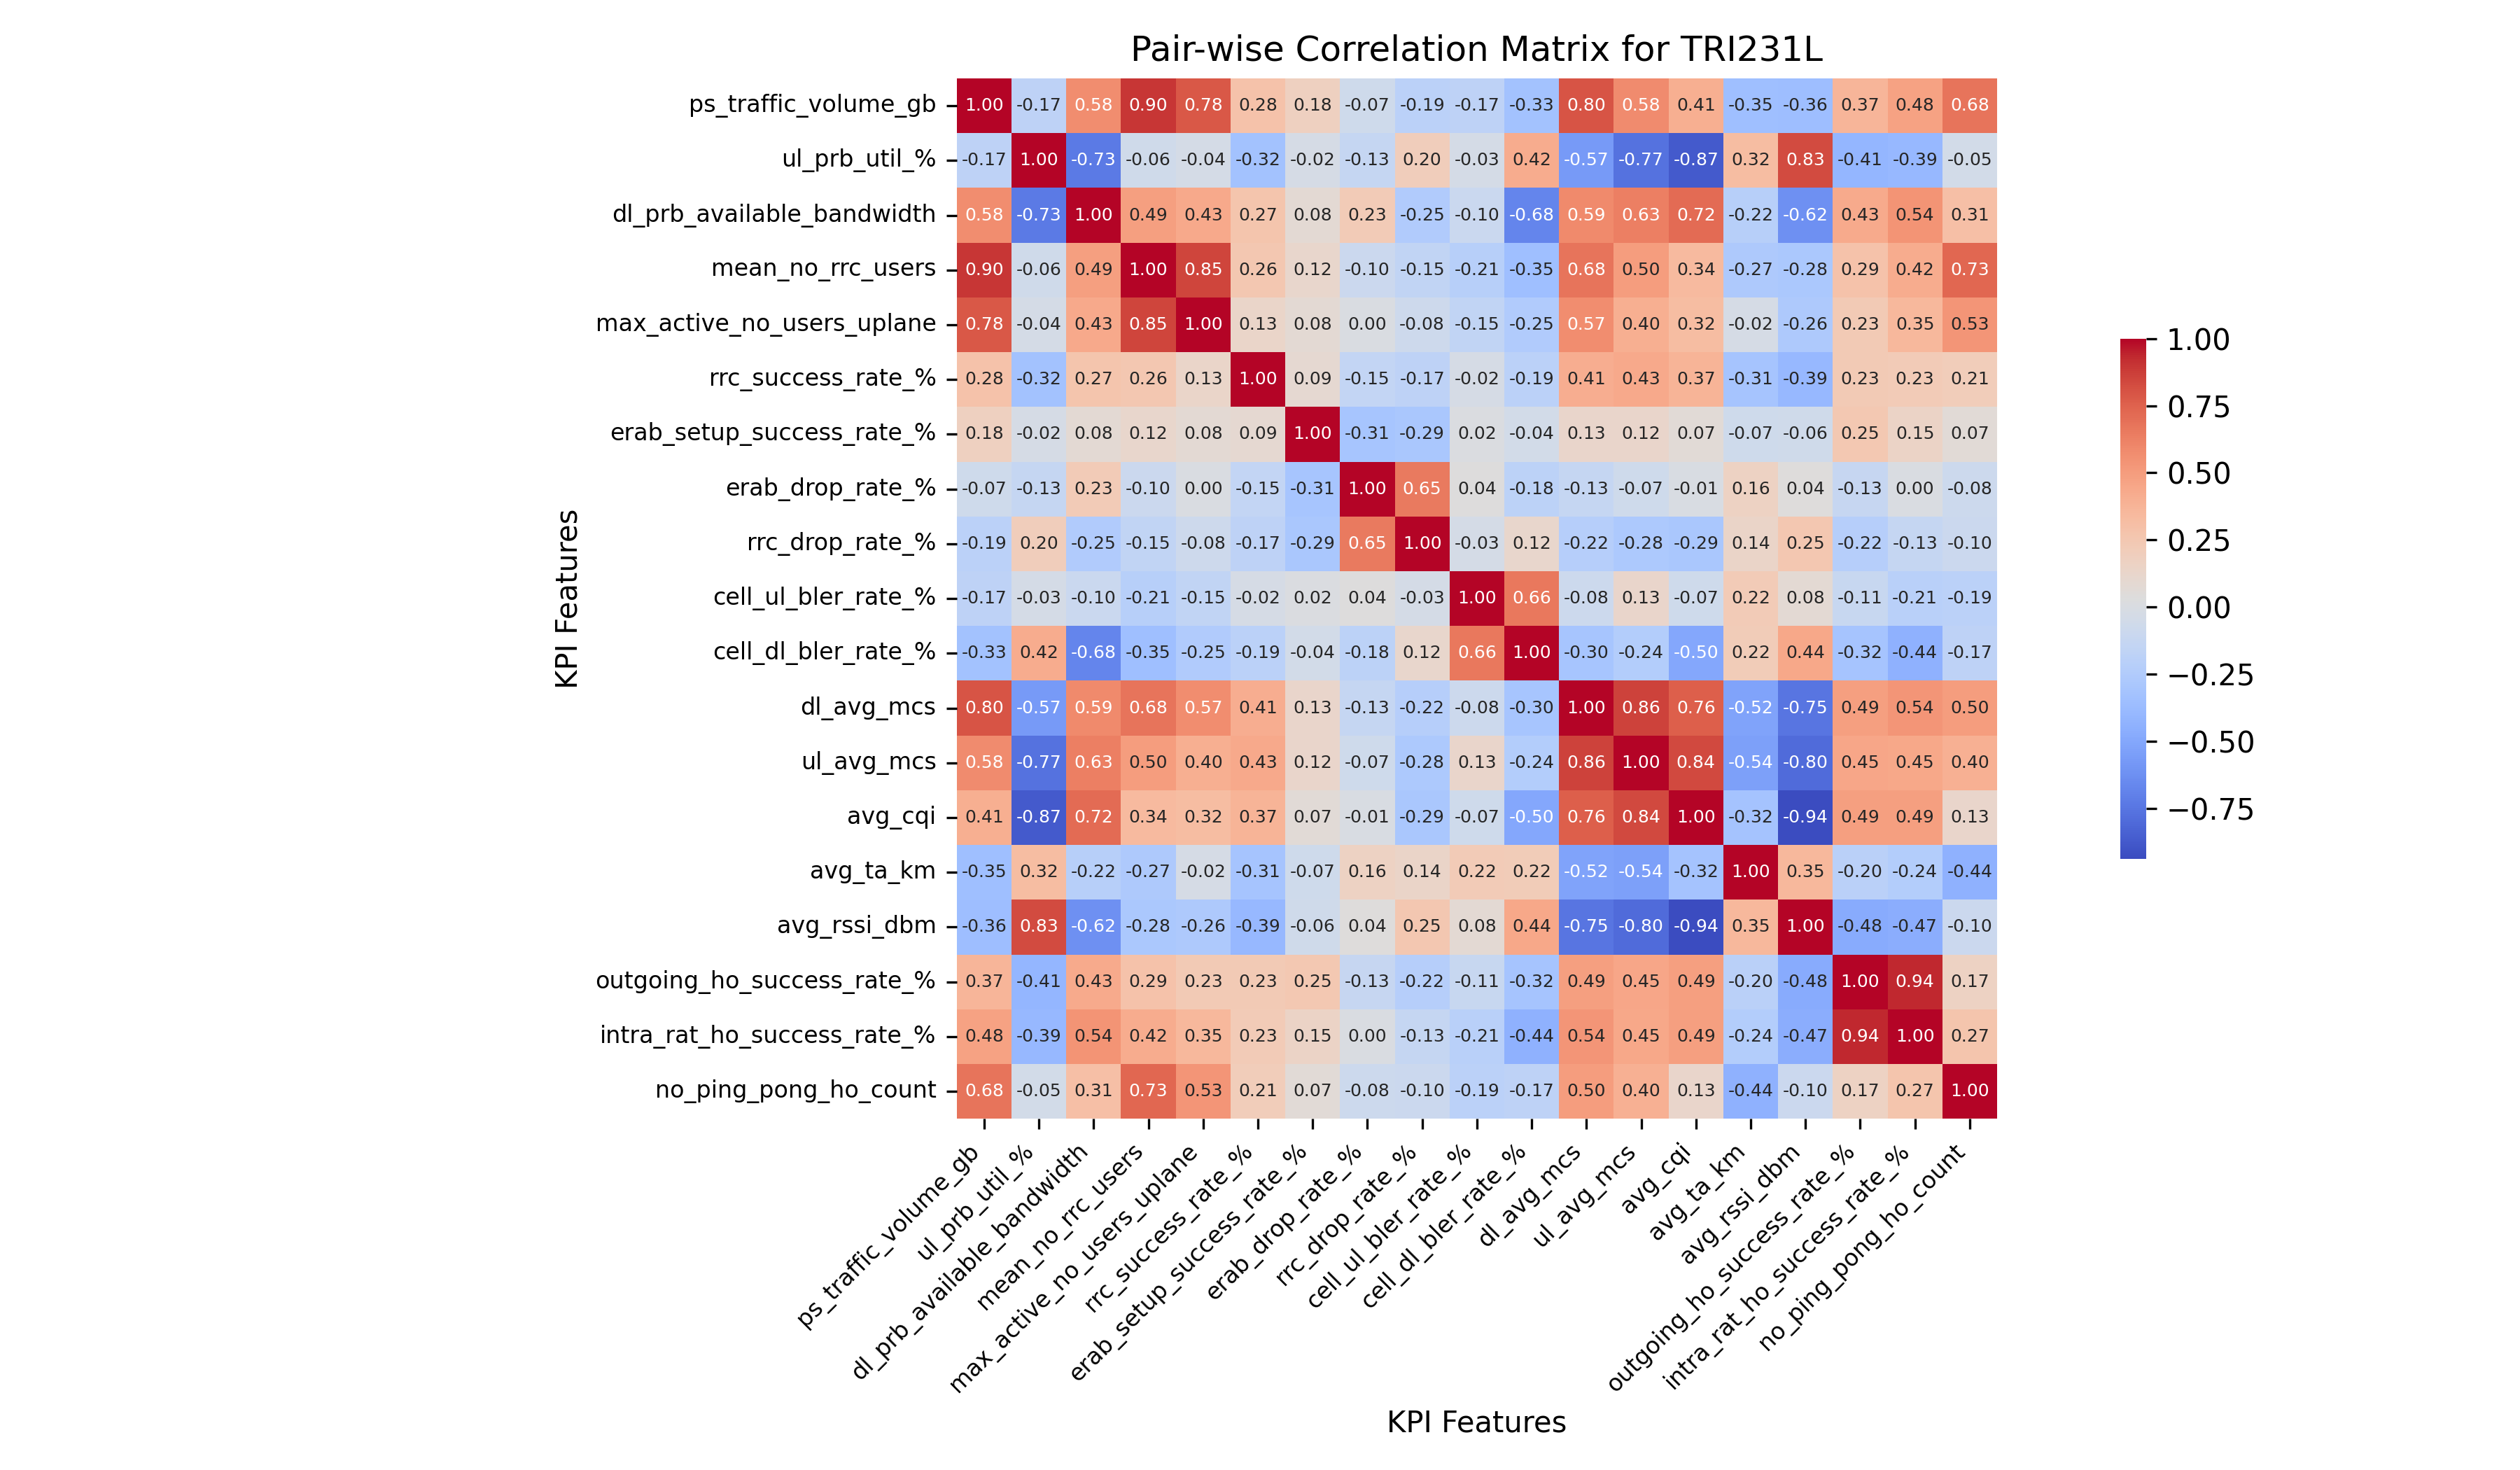 Pair-wise Correlation Matrix for TRI231L
KPI Features
ps_traffic_volume_gb 1.00 -0.17 0.58 0.90 0.78 0.28 0.18 -0.07 -0.19 -0.17 -0.33 0.80 0.58 0.41 -0.35 -0.36 0.37 0.48 0.68
ul_prb_util_% -0.17 1.00 -0.73 -0.06 -0.04 -0.32 -0.02 -0.13 0.20 -0.03 0.42 -0.57 -0.77 -0.87 0.32 0.83 -0.41 -0.39 -0.05
dl_prb_available_bandwidth 0.58 -0.73 1.00 0.49 0.43 0.27 0.08 0.23 -0.25 -0.10 -0.68 0.59 0.63 0.72 -0.22 -0.62 0.43 0.54 0.31
mean_no_rrc_users 0.90 -0.06 0.49 1.00 0.85 0.26 0.12 -0.10 -0.15 -0.21 -0.35 0.68 0.50 0.34 -0.27 -0.28 0.29 0.42 0.73
max_active_no_users_uplane 0.78 -0.04 0.43 0.85 1.00 0.13 0.08 0.00 -0.08 -0.15 -0.25 0.57 0.40 0.32 -0.02 -0.26 0.23 0.35 0.53
rrc_success_rate_% 0.28 -0.32 0.27 0.26 0.13 1.00 0.09 -0.15 -0.17 -0.02 -0.19 0.41 0.43 0.37 -0.31 -0.39 0.23 0.23 0.21
erab_setup_success_rate_% 0.18 -0.02 0.08 0.12 0.08 0.09 1.00 -0.31 -0.29 0.02 -0.04 0.13 0.12 0.07 -0.07 -0.06 0.25 0.15 0.07
erab_drop_rate_% -0.07 -0.13 0.23 -0.10 0.00 -0.15 -0.31 1.00 0.65 0.04 -0.18 -0.13 -0.07 -0.01 0.16 0.04 -0.13 0.00 -0.08
rrc_drop_rate_% -0.19 0.20 -0.25 -0.15 -0.08 -0.17 -0.29 0.65 1.00 -0.03 0.12 -0.22 -0.28 -0.29 0.14 0.25 -0.22 -0.13 -0.10
cell_ul_bler_rate_% -0.17 -0.03 -0.10 -0.21 -0.15 -0.02 0.02 0.04 -0.03 1.00 0.66 -0.08 0.13 -0.07 0.22 0.08 -0.11 -0.21 -0.19
cell_dl_bler_rate_% -0.33 0.42 -0.68 -0.35 -0.25 -0.19 -0.04 -0.18 0.12 0.66 1.00 -0.30 -0.24 -0.50 0.22 0.44 -0.32 -0.44 -0.17
dl_avg_mcs 0.80 -0.57 0.59 0.68 0.57 0.41 0.13 -0.13 -0.22 -0.08 -0.30 1.00 0.86 0.76 -0.52 -0.75 0.49 0.54 0.50
ul_avg_mcs 0.58 -0.77 0.63 0.50 0.40 0.43 0.12 -0.07 -0.28 0.13 -0.24 0.86 1.00 0.84 -0.54 -0.80 0.45 0.45 0.40
avg_cqi 0.41 -0.87 0.72 0.34 0.32 0.37 0.07 -0.01 -0.29 -0.07 -0.50 0.76 0.84 1.00 -0.32 -0.94 0.49 0.49 0.13
avg_ta_km -0.35 0.32 -0.22 -0.27 -0.02 -0.31 -0.07 0.16 0.14 0.22 0.22 -0.52 -0.54 -0.32 1.00 0.35 -0.20 -0.24 -0.44
avg_rssi_dbm -0.36 0.83 -0.62 -0.28 -0.26 -0.39 -0.06 0.04 0.25 0.08 0.44 -0.75 -0.80 -0.94 0.35 1.00 -0.48 -0.47 -0.10
outgoing_ho_success_rate_% 0.37 -0.41 0.43 0.29 0.23 0.23 0.25 -0.13 -0.22 -0.11 -0.32 0.49 0.45 0.49 -0.20 -0.48 1.00 0.94 0.17
intra_rat_ho_success_rate_% 0.48 -0.39 0.54 0.42 0.35 0.23 0.15 0.00 -0.13 -0.21 -0.44 0.54 0.45 0.49 -0.24 -0.47 0.94 1.00 0.27
no_ping_pong_ho_count 0.68 -0.05 0.31 0.73 0.53 0.21 0.07 -0.08 -0.10 -0.19 -0.17 0.50 0.40 0.13 -0.44 -0.10 0.17 0.27 1.00
ps_traffic_volume_gb
ul_prb_util_%
dl_prb_available_bandwidth
mean_no_rrc_users
max_active_no_users_uplane
rrc_success_rate_%
erab_setup_success_rate_%
erab_drop_rate_%
rrc_drop_rate_%
cell_ul_bler_rate_%
cell_dl_bler_rate_%
dl_avg_mcs
ul_avg_mcs
avg_cqi
avg_ta_km
avg_rssi_dbm
outgoing_ho_success_rate_%
intra_rat_ho_success_rate_%
no_ping_pong_ho_count
KPI Features
1.00
0.75
0.50
0.25
0.00
−0.25
−0.50
−0.75